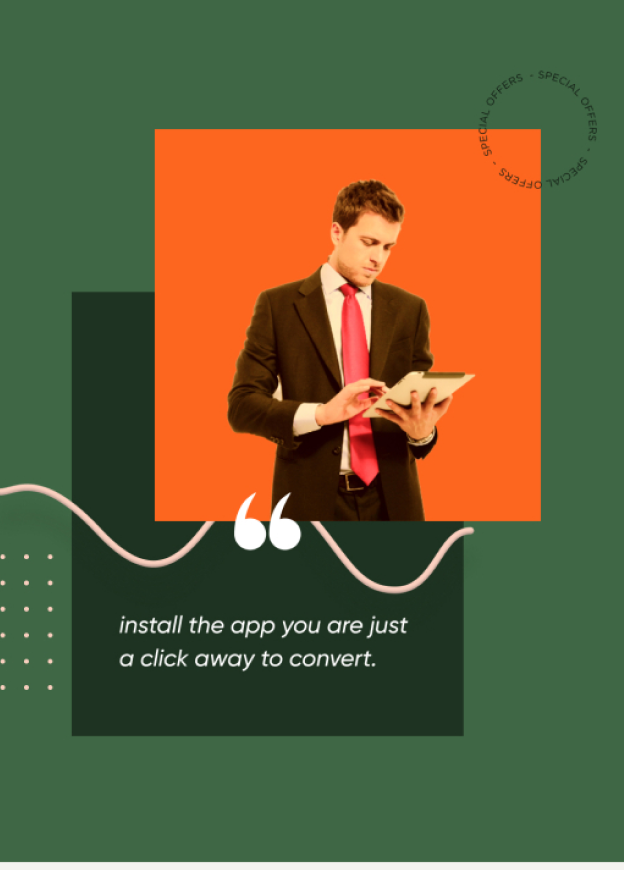 SPECIAL OFFERS - SPECIAL OFFERS - SPECIAL OFFERS -
“
install the app you are just
a click away to convert.